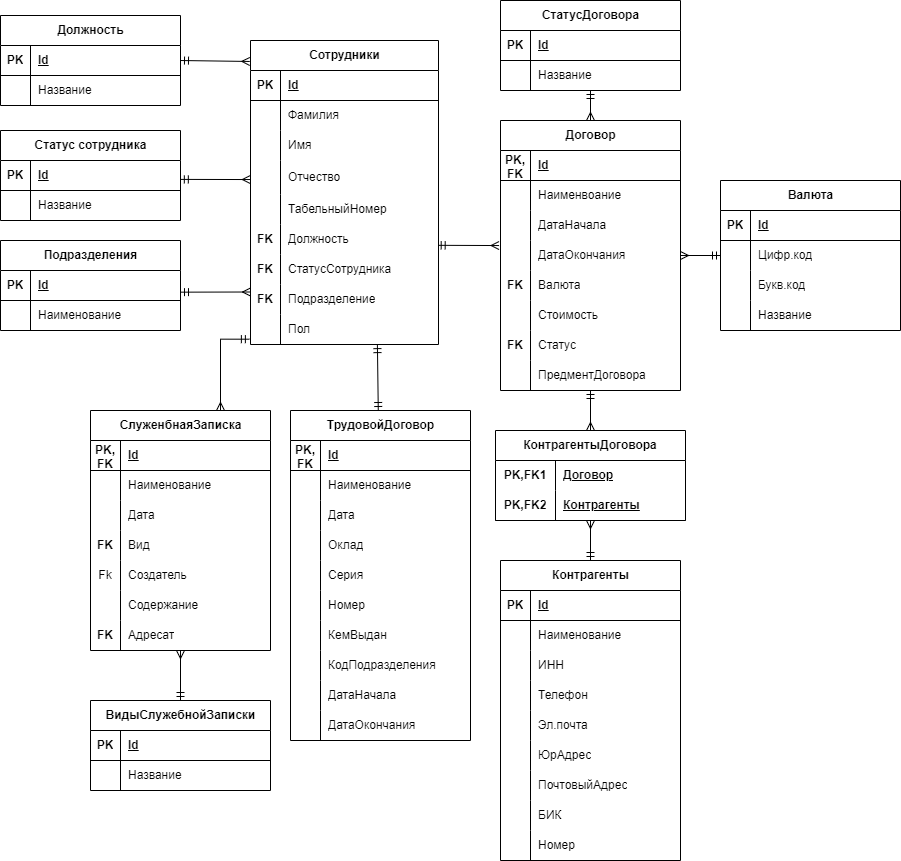 Должность
PK Id
Название
Статус сотрудника
PK Id
Название
Подразделения
PK Id
Наименование
Сотрудники
PK Id
Фамилия
Имя
Отчество
ТабельныйНомер
FK Должность
FK СтатусСотрудника
FK Подразделение
Пол
СтатусДоговора
PK Id
Название
Договор
PK, FK Id
Наименвоание
ДатаНачала
ДатаОкончания
FK Валюта
Стоимость
FK Статус
ПредментДоговора
Валюта
PK Id
Цифр.код
Букв.код
Название
СлуженбнаяЗаписка
PK, FK Id
Наименование
Дата
FK Вид
Fk Создатель
Содержание
FK Адресат
ВидыСлужебнойЗаписки
PK Id
Название
ТрудовойДоговор
PK, FK Id
Наименование
Дата
Оклад
Серия
Номер
КемВыдан
КодПодразделения
ДатаНачала
ДатаОкончания
КонтрагентыДоговора
PK,FK1 Договор
PK,FK2 Контрагенты
Контрагенты
PK Id
Наименование
ИНН
Телефон
Эл.почта
ЮрАдрес
ПочтовыйАдрес
БИК
Номер